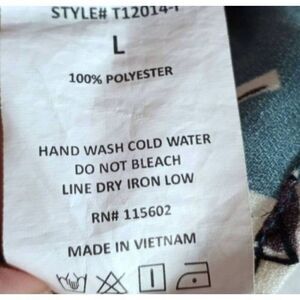 STYLE# T12014-1
L
100% POLYESTER
HAND WASH COLD WATER
DO NOT BLEACH
LINE DRY IRON LOW
RN# 115602
MADE IN VIETNAM